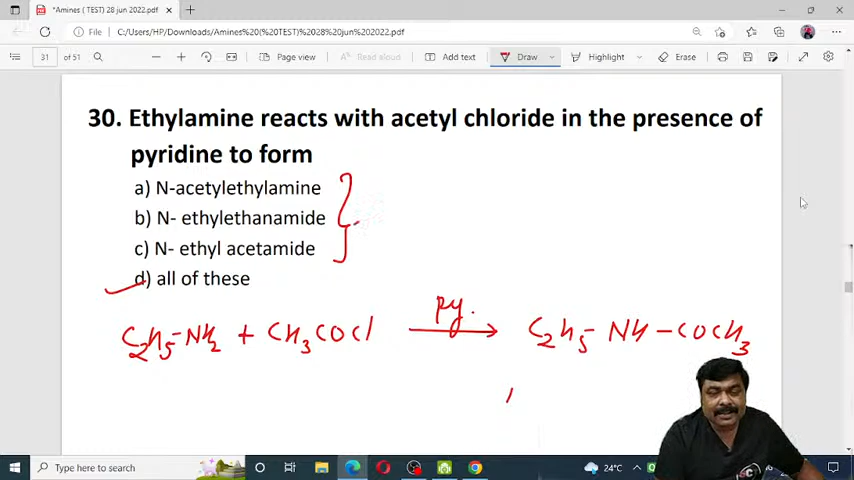 *Amines ( TEST) 28 jun 2022.pdf
File
C:/Users/HP/Downloads/Amines%20(%20TEST)%2028%20jun%202022.pdf
31 of 51
Page view
Read aloud
Add text
Draw
Highlight
Erase
30. Ethylamine reacts with acetyl chloride in the presence of
pyridine to form
a) N-acetylethylamine
b) N- ethylethanamide
c) N- ethyl acetamide
d) all of these
C2H5-NH2 + CH3COCl py. → C2H5-NH-COCH3
Type here to search
24°C